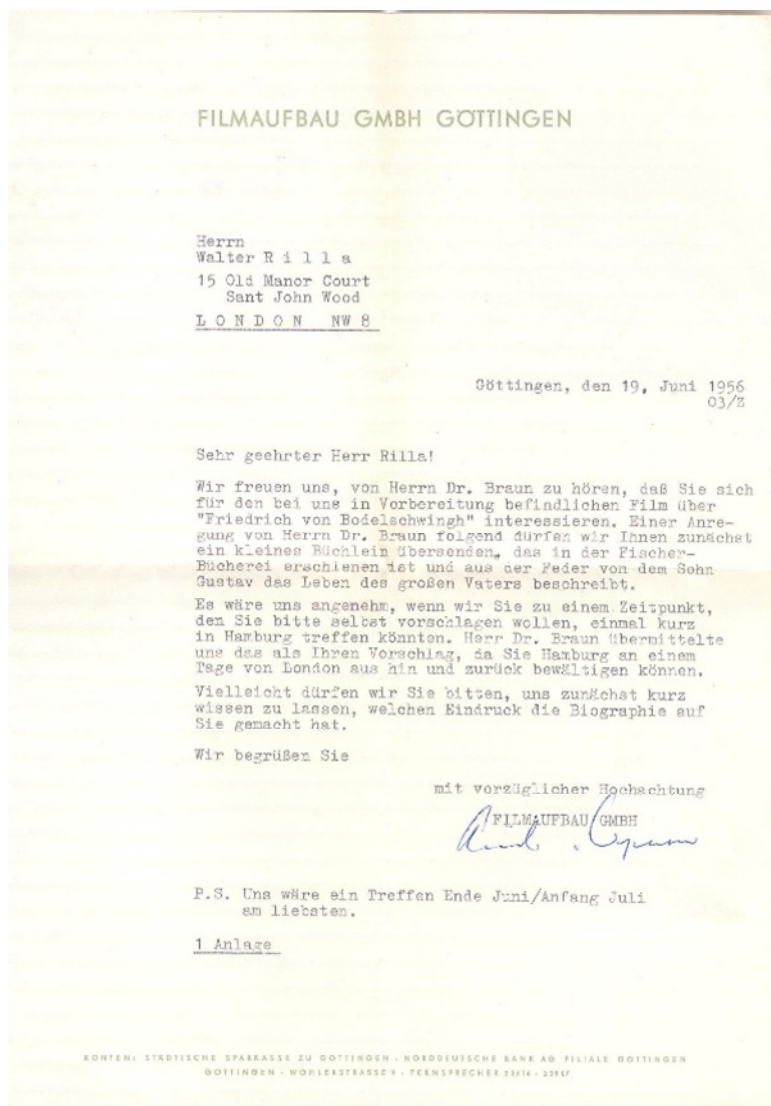 FILMAUFBAU GMBH GÖTTINGEN
Herrn
Walter R i l l a
15 Old Manor Court
Sant John Wood
L O N D O N NW 8
Göttingen, den 19. Juni 1956
03/Z
Sehr geehrter Herr Rilla!
Wir freuen uns, von Herrn Dr. Braun zu hören, daß Sie sich
für den bei uns in Vorbereitung befindlichen Film über
"Friedrich von Bodelschwingh" interessieren. Einer Anre-
gung von Herrn Dr. Braun folgend dürfen wir Ihnen zunächst
ein kleines Büchlein übersenden, das in der Fischer-
Bücherei erschienen ist und aus der Feder von dem Sohn
Gustav das Leben des großen Vaters beschreibt.
Es wäre uns angenehm, wenn wir Sie zu einem Zeitpunkt,
den Sie bitte selbst vorschlagen wollen, einmal kurz
in Hamburg treffen könnten. Herr Dr. Braun übermittelte
uns das als Ihren Vorschlag, da Sie Hamburg an einem
Tage von London aus hin und zurück bewältigen können.
Vielleicht dürfen wir Sie bitten, uns zunächst kurz
wissen zu lassen, welchen Eindruck die Biographie auf
Sie gemacht hat.
Wir begrüßen Sie
mit vorzüglicher Hochachtung
FILMAUFBAU GMBH
P.S. Uns wäre ein Treffen Ende Juni/Anfang Juli
am liebsten.
1 Anlage
KONTEN: STÄDTISCHE SPARKASSE ZU GÖTTINGEN · NORDDEUTSCHE BANK AG FILIALE GÖTTINGEN
GÖTTINGEN · FERNSPRECHER